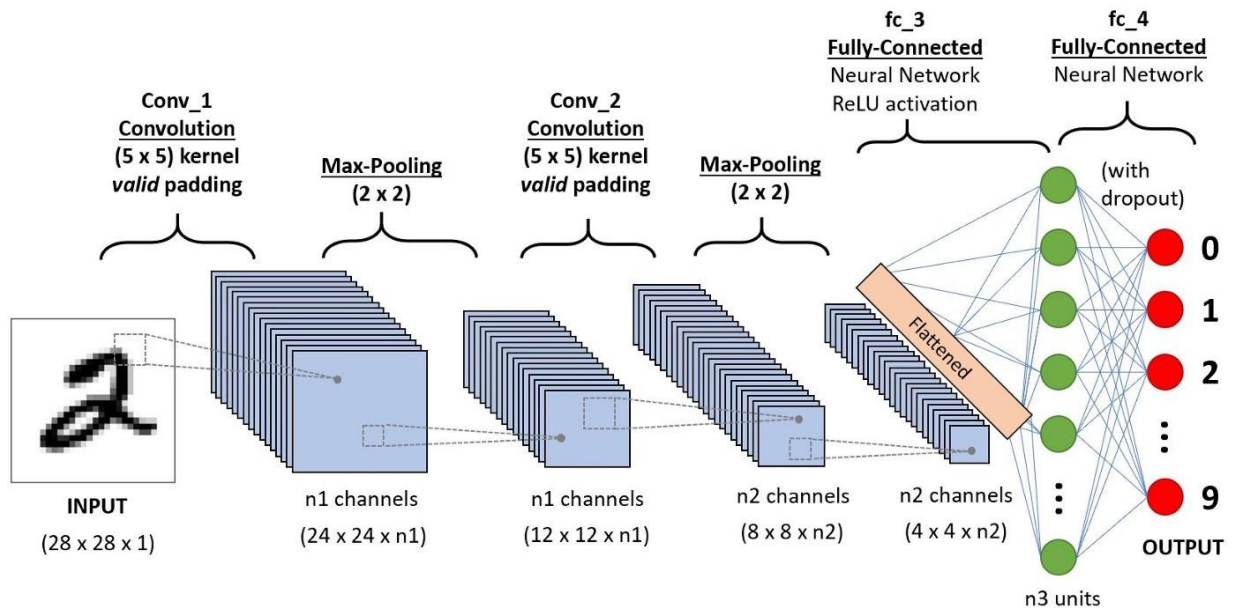 fc_3
Fully-Connected
Neural Network
ReLU activation
fc_4
Fully-Connected
Neural Network
Conv_1
Convolution
(5 x 5) kernel
valid padding
Max-Pooling
(2 x 2)
Conv_2
Convolution
(5 x 5) kernel
valid padding
Max-Pooling
(2 x 2)
(with
dropout)
Flattened
0
1
2
9
INPUT
(28 x 28 x 1)
n1 channels
(24 x 24 x n1)
n1 channels
(12 x 12 x n1)
n2 channels
(8 x 8 x n2)
n2 channels
(4 x 4 x n2)
OUTPUT
n3 units